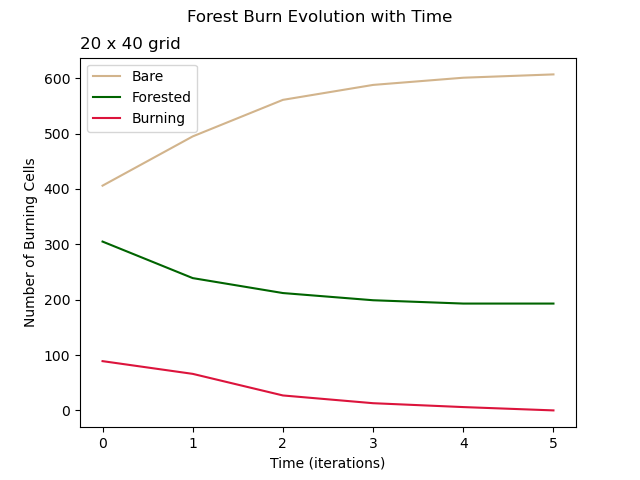 Forest Burn Evolution with Time
20 x 40 grid
Bare
Forested
Burning
Number of Burning Cells
600
500
400
300
200
100
0
0 1 2 3 4 5
Time (iterations)